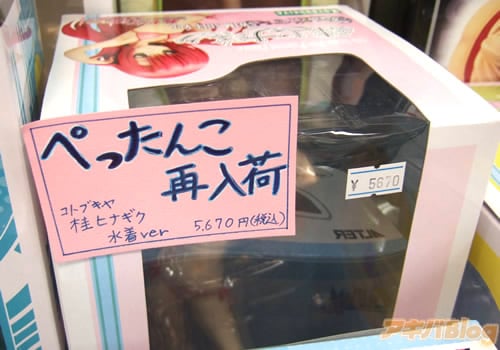 ぺったんこ
再入荷
コトブキヤ
桂ヒナギク
水着ver 5,670円(税込)
¥ 5670
ALTER
アキバBlog